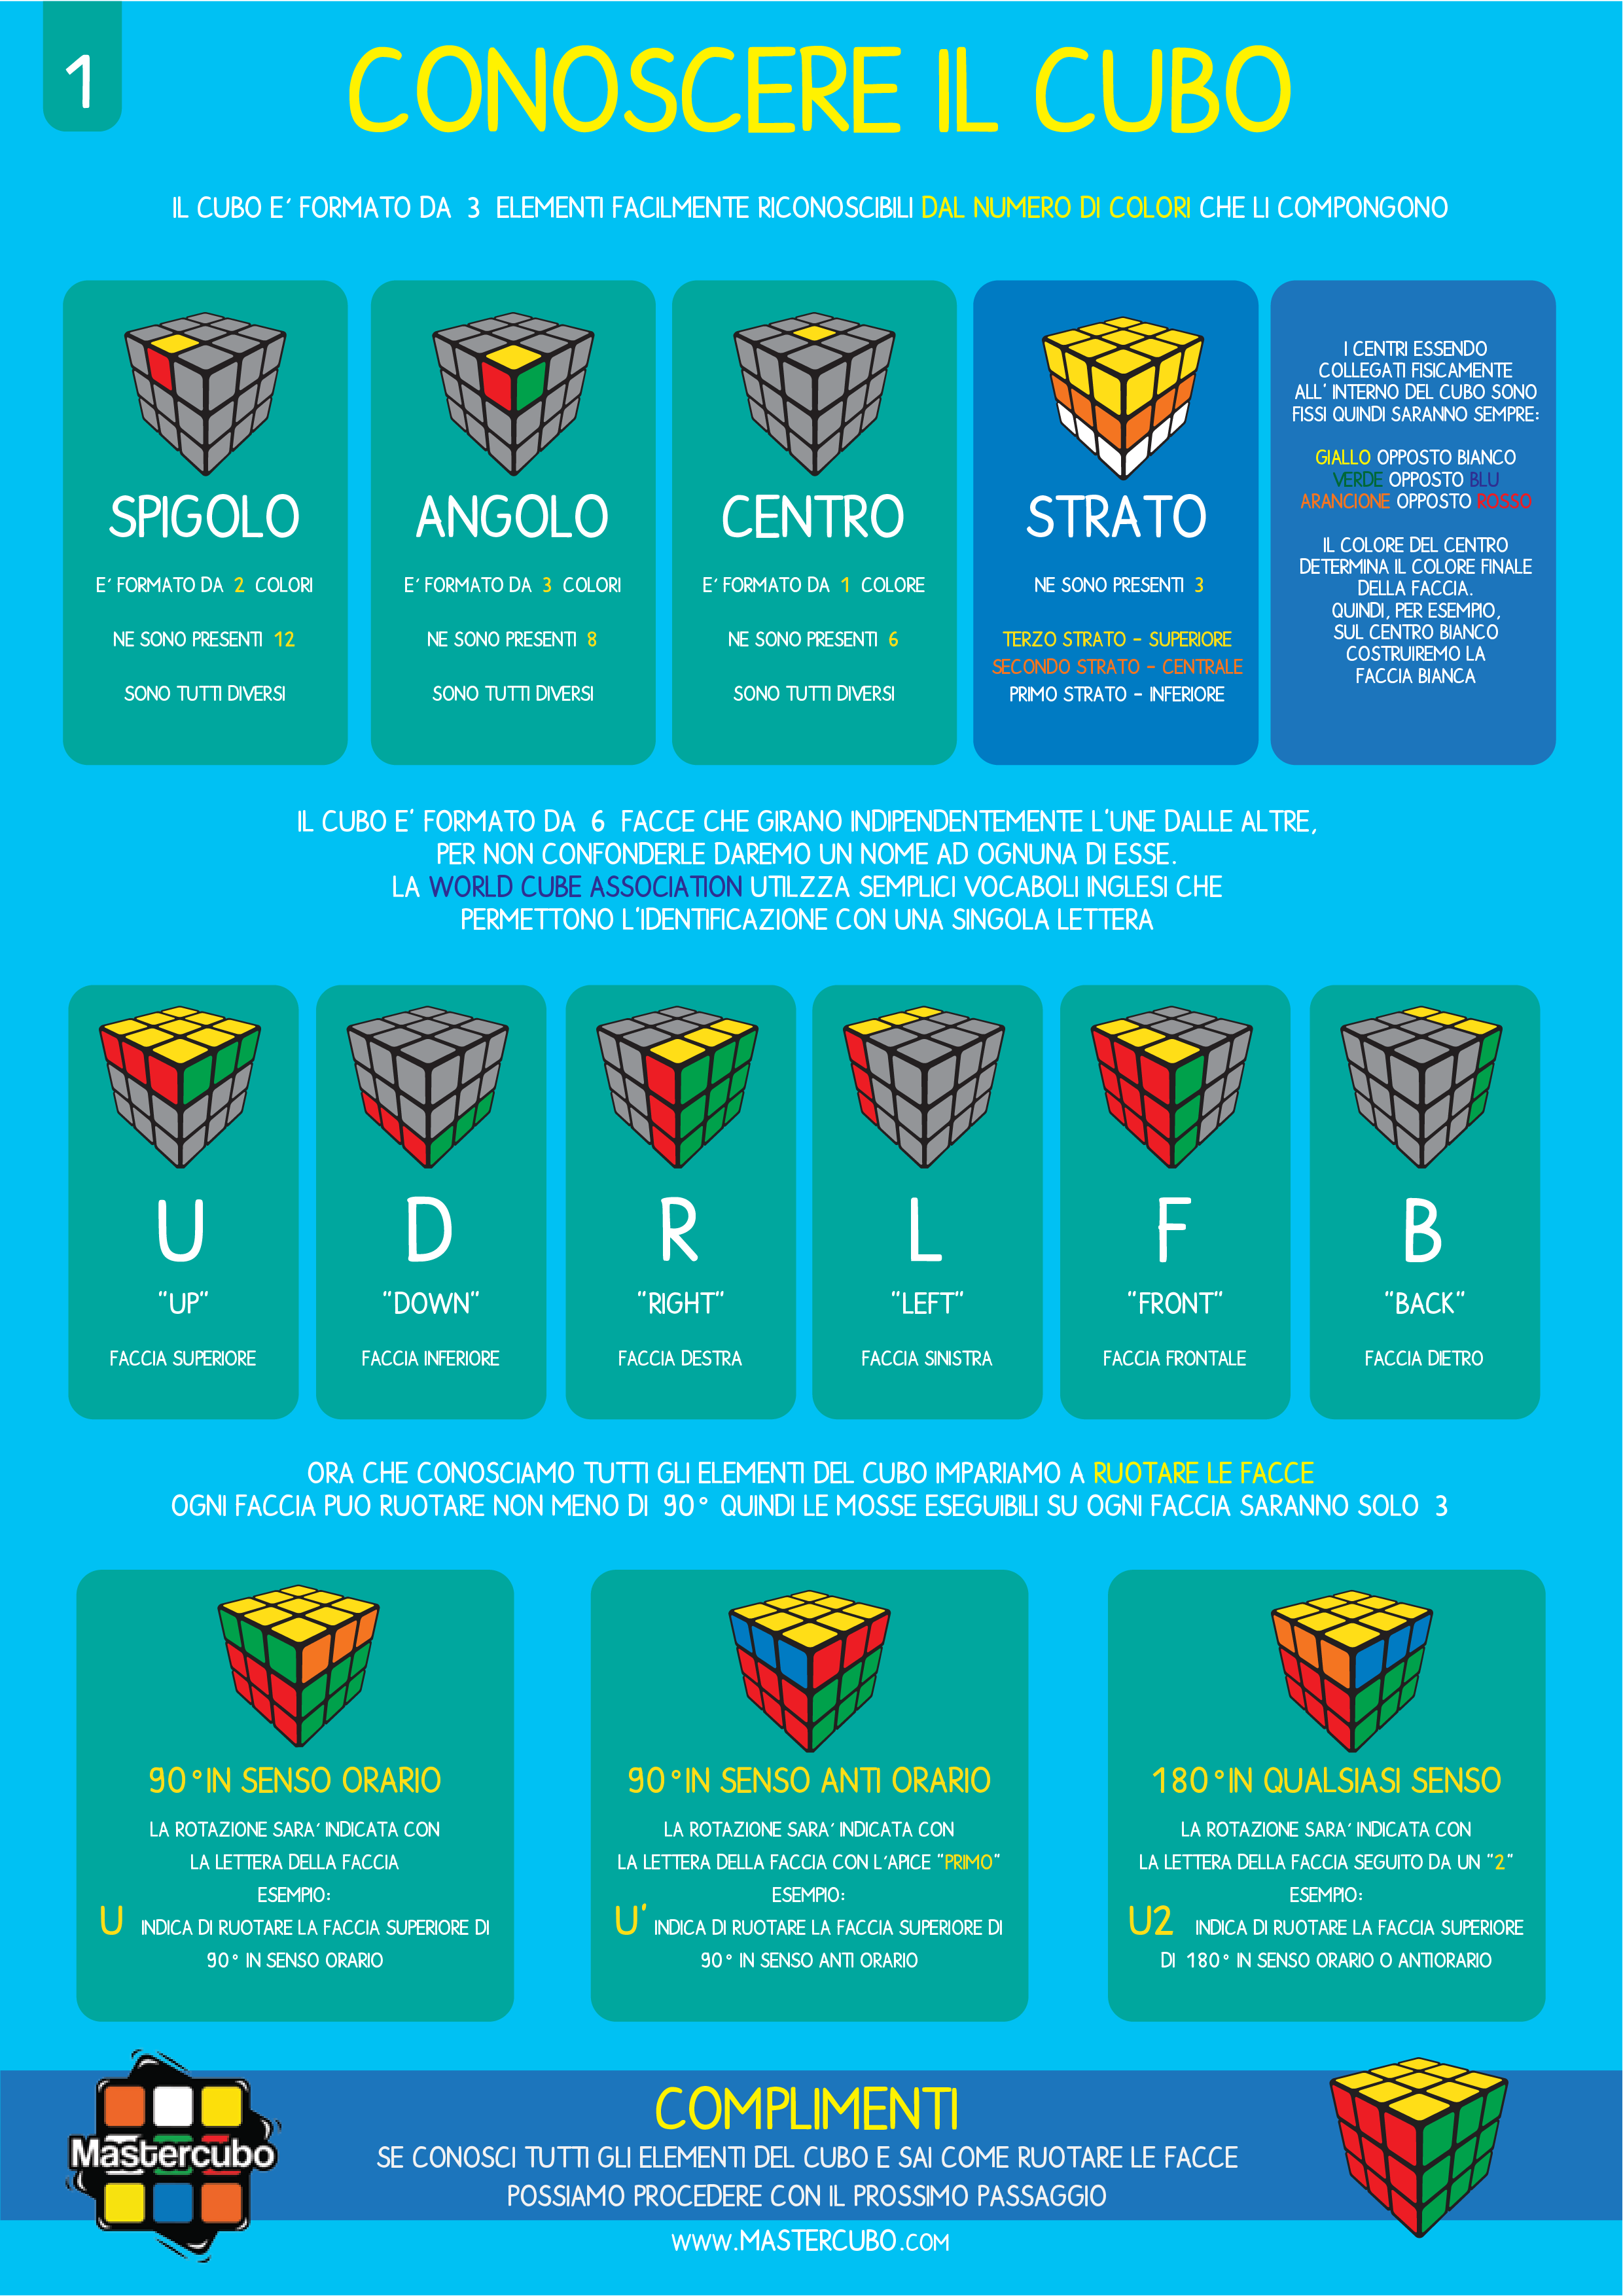 1
CONOSCERE IL CUBO
IL CUBO E' FORMATO DA 3 ELEMENTI FACILMENTE RICONOSCIBILI DAL NUMERO DI COLORI CHE LI COMPONGONO
SPIGOLO
E' FORMATO DA 2 COLORI
NE SONO PRESENTI 12
SONO TUTTI DIVERSI
ANGOLO
E' FORMATO DA 3 COLORI
NE SONO PRESENTI 8
SONO TUTTI DIVERSI
CENTRO
E' FORMATO DA 1 COLORE
NE SONO PRESENTI 6
SONO TUTTI DIVERSI
STRATO
NE SONO PRESENTI 3
TERZO STRATO - SUPERIORE
SECONDO STRATO - CENTRALE
PRIMO STRATO - INFERIORE
I CENTRI ESSENDO
COLLEGATI FISICAMENTE
ALL' INTERNO DEL CUBO SONO
FISSI QUINDI SARANNO SEMPRE:
GIALLO OPPOSTO BIANCO
VERDE OPPOSTO BLU
ARANCIONE OPPOSTO ROSSO
IL COLORE DEL CENTRO
DETERMINA IL COLORE FINALE
DELLA FACCIA.
QUINDI, PER ESEMPIO,
SUL CENTRO BIANCO
COSTRUIREMO LA
FACCIA BIANCA
IL CUBO E' FORMATO DA 6 FACCE CHE GIRANO INDIPENDENTEMENTE L'UNE DALLE ALTRE,
PER NON CONFONDERLE DAREMO UN NOME AD OGNUNA DI ESSE.
LA WORLD CUBE ASSOCIATION UTILZZA SEMPLICI VOCABOLI INGLESI CHE
PERMETTONO L'IDENTIFICAZIONE CON UNA SINGOLA LETTERA
U
"UP"
FACCIA SUPERIORE
D
"DOWN"
FACCIA INFERIORE
R
"RIGHT"
FACCIA DESTRA
L
"LEFT"
FACCIA SINISTRA
F
"FRONT"
FACCIA FRONTALE
B
"BACK"
FACCIA DIETRO
ORA CHE CONOSCIAMO TUTTI GLI ELEMENTI DEL CUBO IMPARIAMO A RUOTARE LE FACCE
OGNI FACCIA PUO RUOTARE NON MENO DI 90° QUINDI LE MOSSE ESEGUIBILI SU OGNI FACCIA SARANNO SOLO 3
90°IN SENSO ORARIO
LA ROTAZIONE SARA' INDICATA CON
LA LETTERA DELLA FACCIA
ESEMPIO:
U INDICA DI RUOTARE LA FACCIA SUPERIORE DI
90° IN SENSO ORARIO
90°IN SENSO ANTI ORARIO
LA ROTAZIONE SARA' INDICATA CON
LA LETTERA DELLA FACCIA CON L'APICE "PRIMO"
ESEMPIO:
U' INDICA DI RUOTARE LA FACCIA SUPERIORE DI
90° IN SENSO ANTI ORARIO
180°IN QUALSIASI SENSO
LA ROTAZIONE SARA' INDICATA CON
LA LETTERA DELLA FACCIA SEGUITO DA UN "2"
ESEMPIO:
U2 INDICA DI RUOTARE LA FACCIA SUPERIORE
DI 180° IN SENSO ORARIO O ANTIORARIO
Mastercubo
COMPLIMENTI
SE CONOSCI TUTTI GLI ELEMENTI DEL CUBO E SAI COME RUOTARE LE FACCE
POSSIAMO PROCEDERE CON IL PROSSIMO PASSAGGIO
WWW.MASTERCUBO.COM